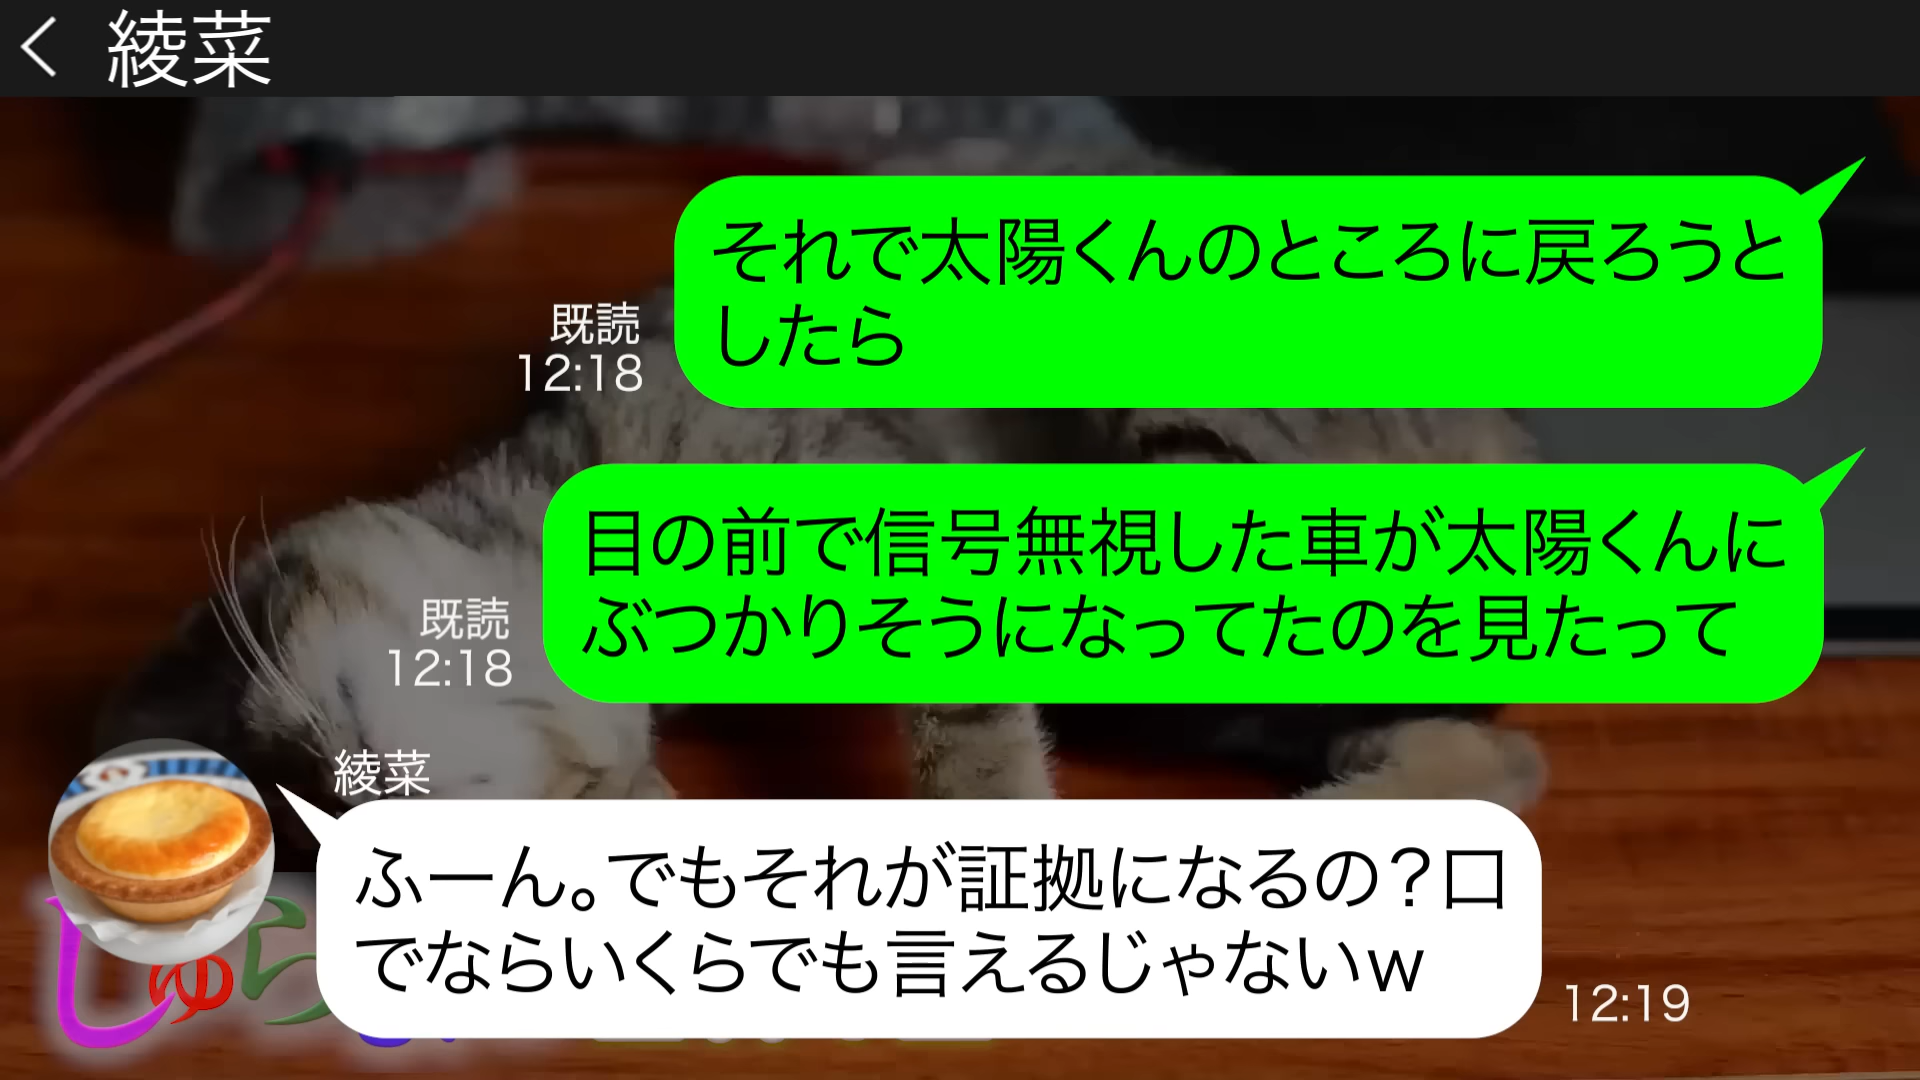 綾菜
それで太陽くんのところに戻ろうと
したら
既読
12:18
目の前で信号無視した車が太陽くんに
ぶつかりそうになってたのを見たって
既読
12:18
綾菜
ふーん。でもそれが証拠になるの？口
でならいくらでも言えるじゃないｗ
12:19
しゅら